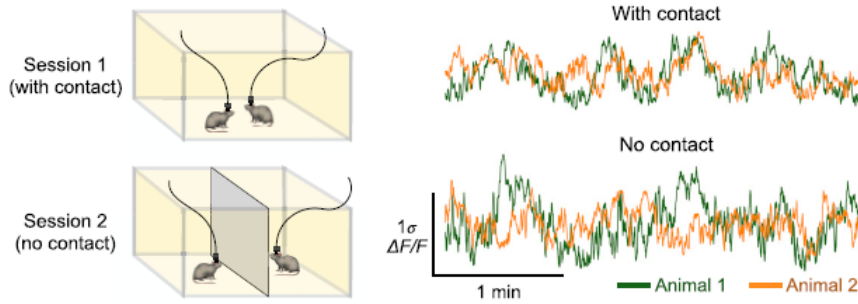 Session 1
(with contact)
With contact
Session 2
(no contact)
No contact
1σ
ΔF/F
1 min
Animal 1
Animal 2